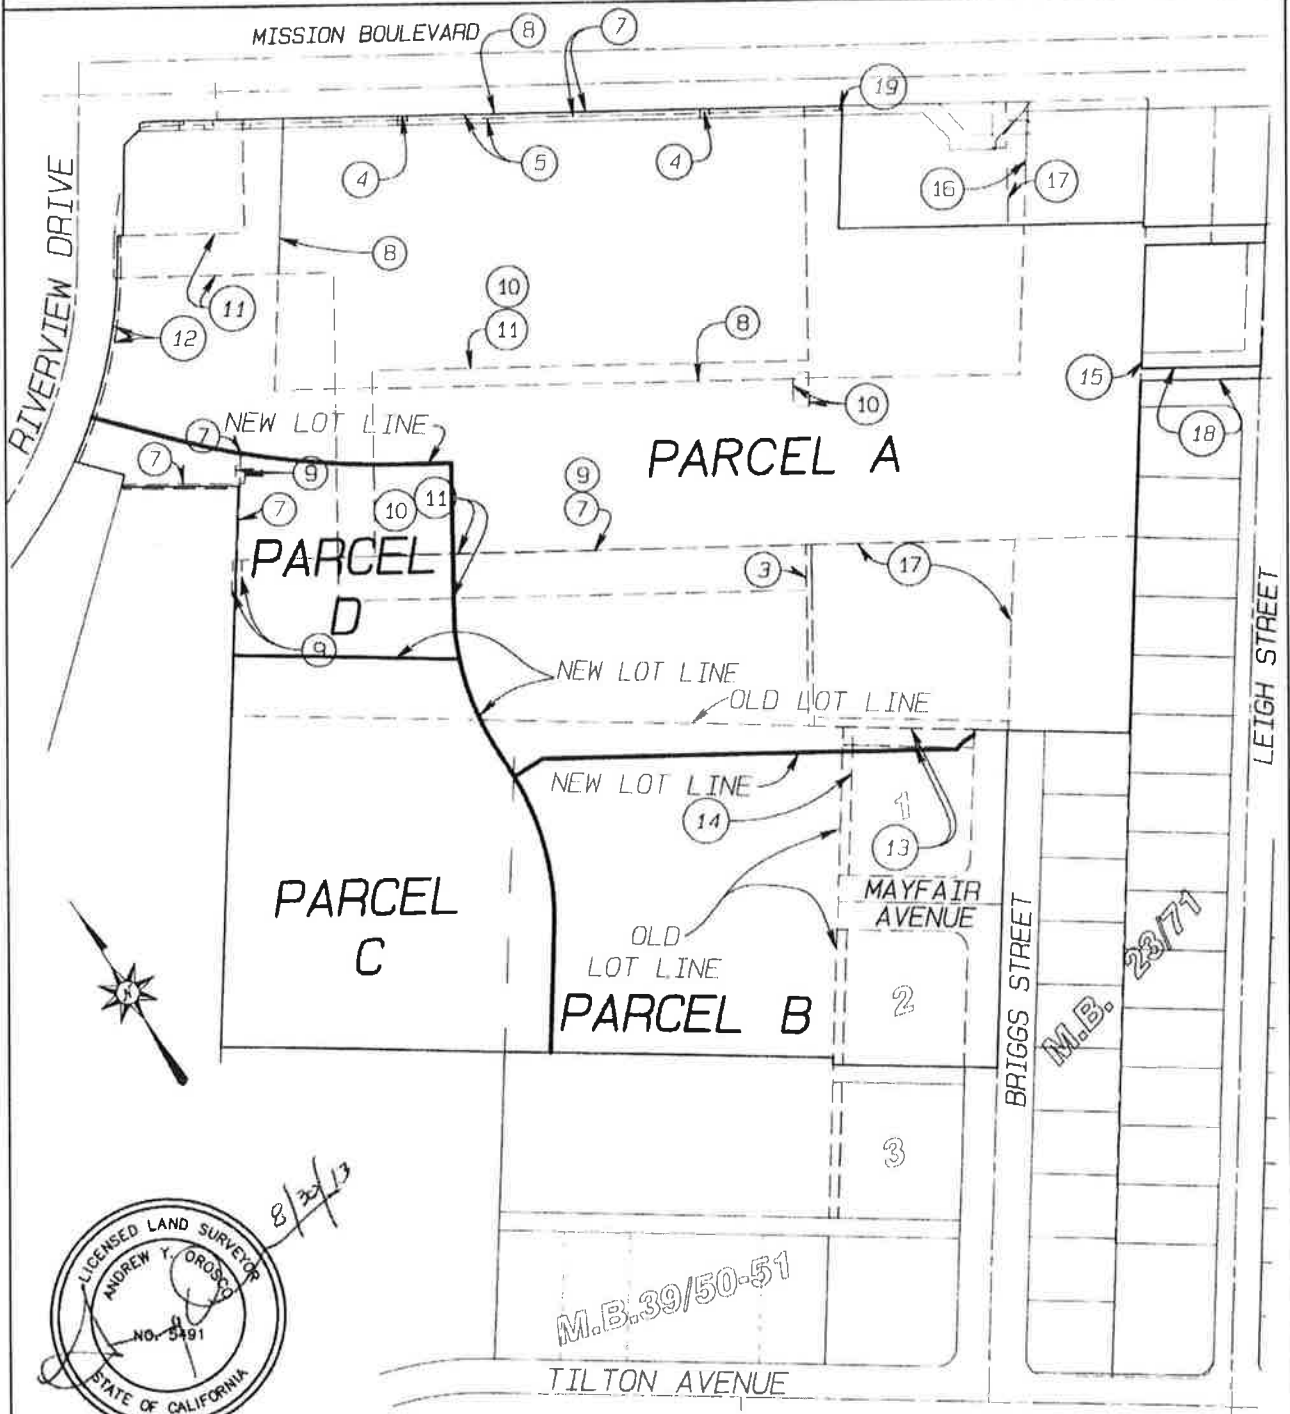 MISSION BOULEVARD
8
7
19
4
5
4
16
17
RIVERVIEW DRIVE
8
11
12
10
11
8
15
10
18
NEW LOT LINE
7
7
9
PARCEL A
9
7
7
10
11
PARCEL
D
3
17
9
NEW LOT LINE
OLD LOT LINE
LEIGH STREET
NEW LOT LINE
14
1
13
PARCEL
C
MAYFAIR
AVENUE
OLD
LOT LINE
PARCEL B
2
BRIGGS STREET
M.B. 23/71
N
3
8/30/13
LICENSED LAND SURVEYOR
ANDREW Y. OROSCO
NO. 5491
STATE OF CALIFORNIA
M.B.39/50-51
TILTON AVENUE